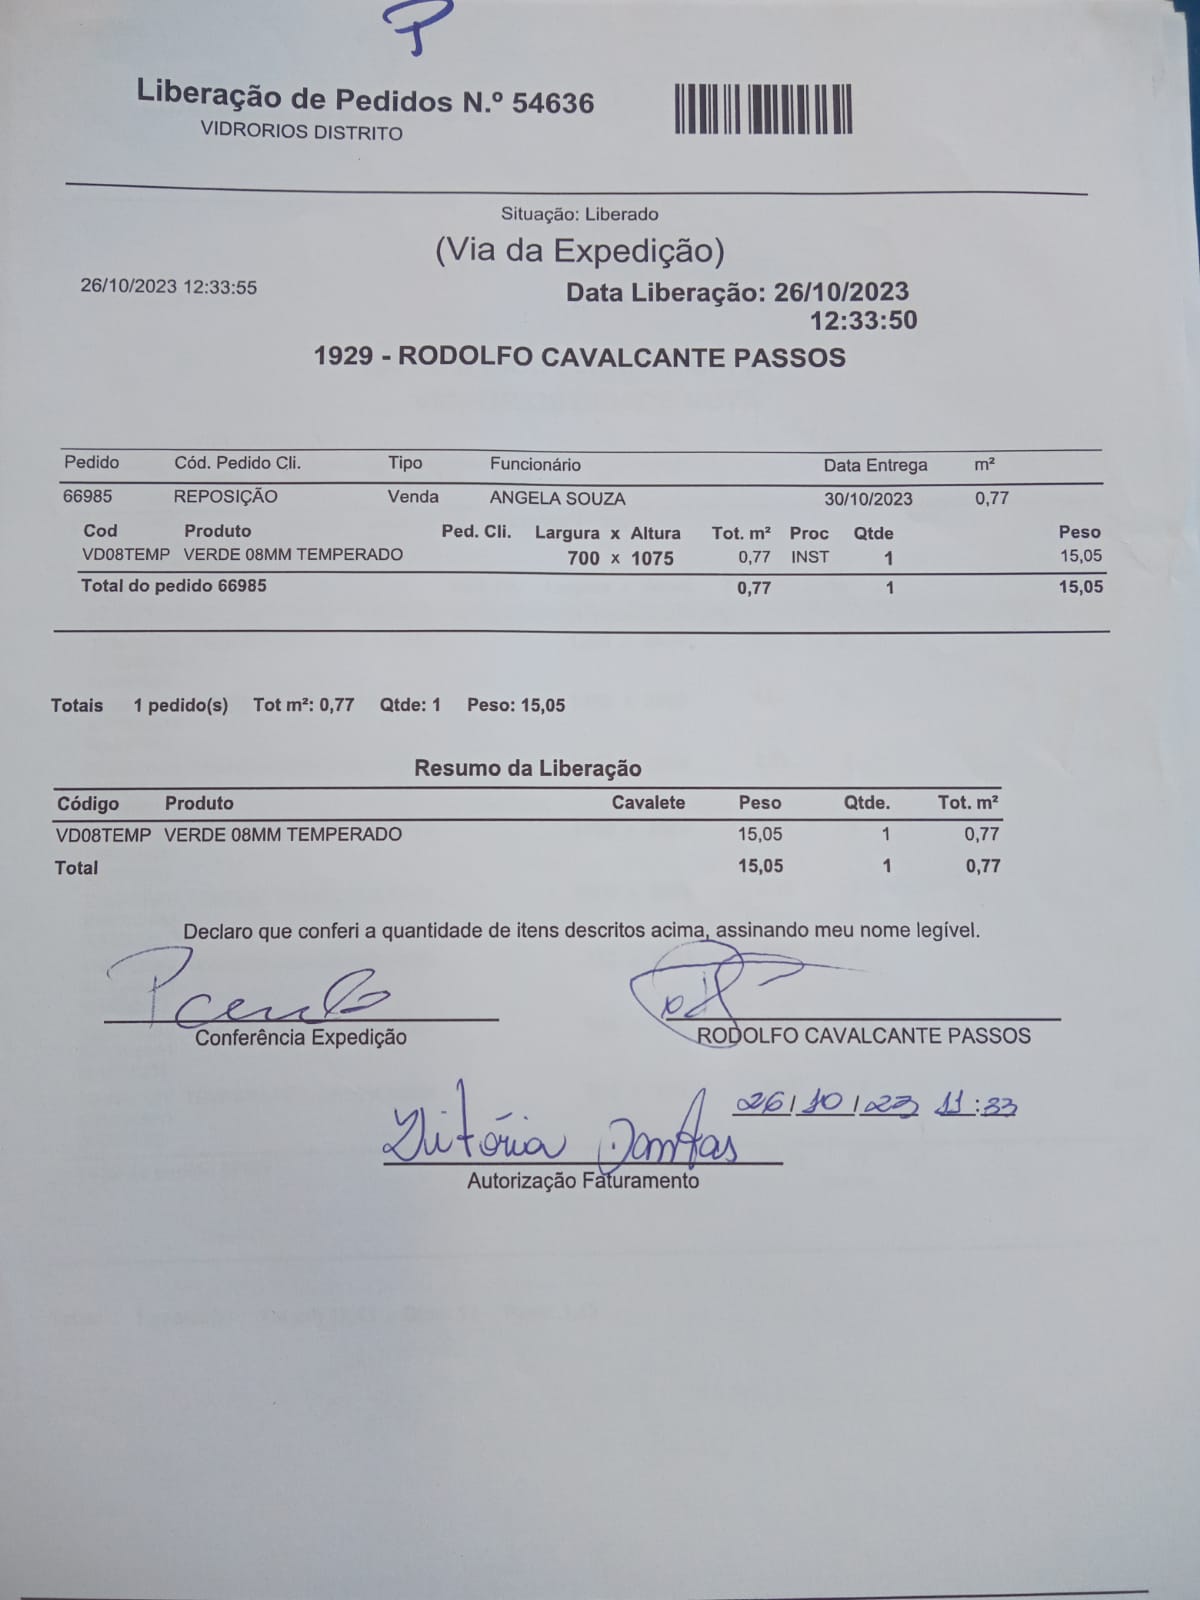 P
Liberação de Pedidos N.º 54636
VIDRORIOS DISTRITO
Situação: Liberado
(Via da Expedição)
26/10/2023 12:33:55
Data Liberação: 26/10/2023
12:33:50
1929 - RODOLFO CAVALCANTE PASSOS
Pedido Cód. Pedido Cli. Tipo Funcionário Data Entrega m²
66985 REPOSIÇÃO Venda ANGELA SOUZA 30/10/2023 0,77
Cod Produto Ped. Cli. Largura x Altura Tot. m² Proc Qtde Peso
VD08TEMP VERDE 08MM TEMPERADO 700 x 1075 0,77 INST 1 15,05
Total do pedido 66985 0,77 1 15,05
Totais 1 pedido(s) Tot m²: 0,77 Qtde: 1 Peso: 15,05
Resumo da Liberação
Código Produto Cavalete Peso Qtde. Tot. m²
VD08TEMP VERDE 08MM TEMPERADO 15,05 1 0,77
Total 15,05 1 0,77
Declaro que conferi a quantidade de itens descritos acima, assinando meu nome legível.
Conferência Expedição
RODOLFO CAVALCANTE PASSOS
26/10/23 11:33
Vitória Dantas
Autorização Faturamento